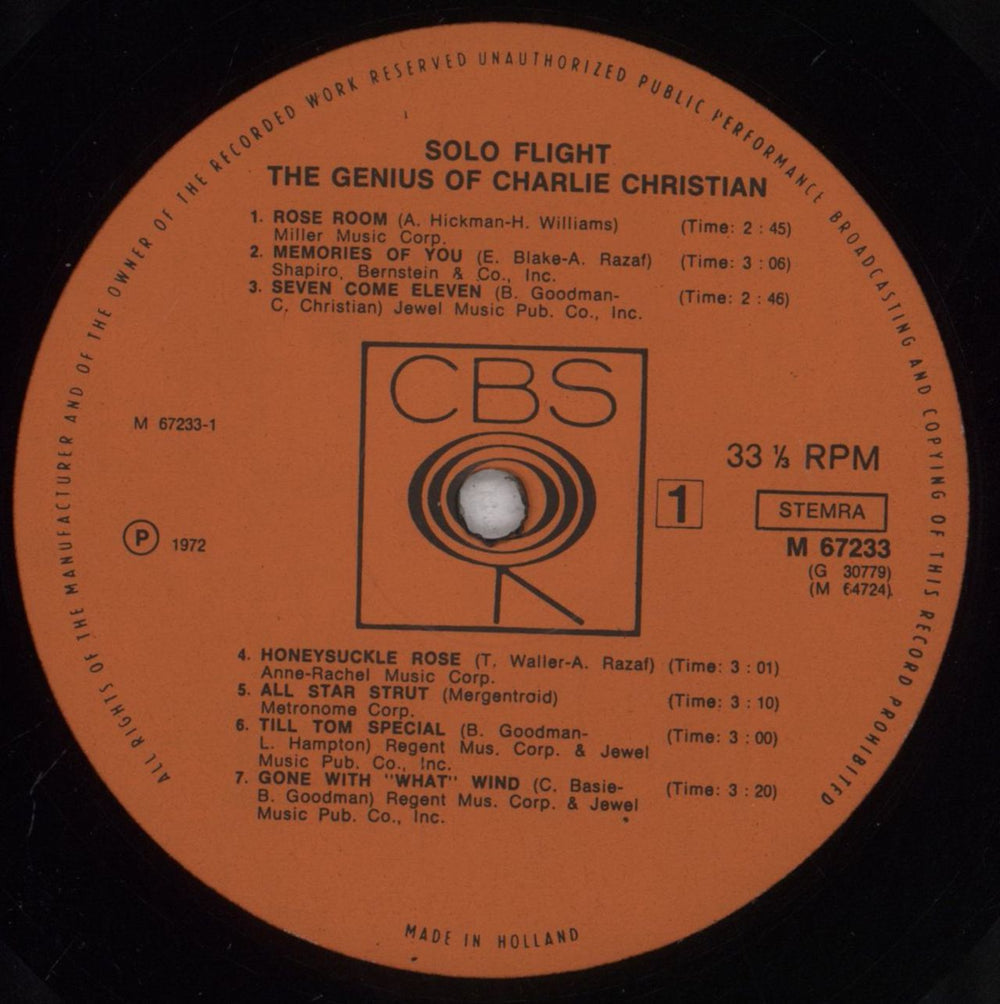 ALL RIGHTS OF THE MANUFACTURER AND OF THE OWNER OF THE RECORDED WORK RESERVED UNAUTHORIZED PUBLIC PERFORMANCE BROADCASTING AND COPYING OF THIS RECORD PROHIBITED
SOLO FLIGHT
THE GENIUS OF CHARLIE CHRISTIAN
1. ROSE ROOM (A. Hickman-H. Williams) (Time: 2 : 45)
Miller Music Corp.
2. MEMORIES OF YOU (E. Blake-A. Razaf) (Time: 3 : 06)
Shapiro, Bernstein & Co., Inc.
3. SEVEN COME ELEVEN (B. Goodman- (Time: 2 : 46)
C. Christian) Jewel Music Pub. Co., Inc.
CBS
M 67233-1
33 ⅓ RPM
1
STEMRA
P 1972
M 67233
(G 30779)
(M 64724)
4. HONEYSUCKLE ROSE (T. Waller-A. Razaf) (Time: 3 : 01)
Anne-Rachel Music Corp.
5. ALL STAR STRUT (Mergentroid) (Time: 3 : 10)
Metronome Corp.
6. TILL TOM SPECIAL (B. Goodman- (Time: 3 : 00)
L. Hampton) Regent Mus. Corp. & Jewel
Music Pub. Co., Inc.
7. GONE WITH "WHAT" WIND (C. Basie- (Time: 3 : 20)
B. Goodman) Regent Mus. Corp. & Jewel
Music Pub. Co., Inc.
MADE IN HOLLAND